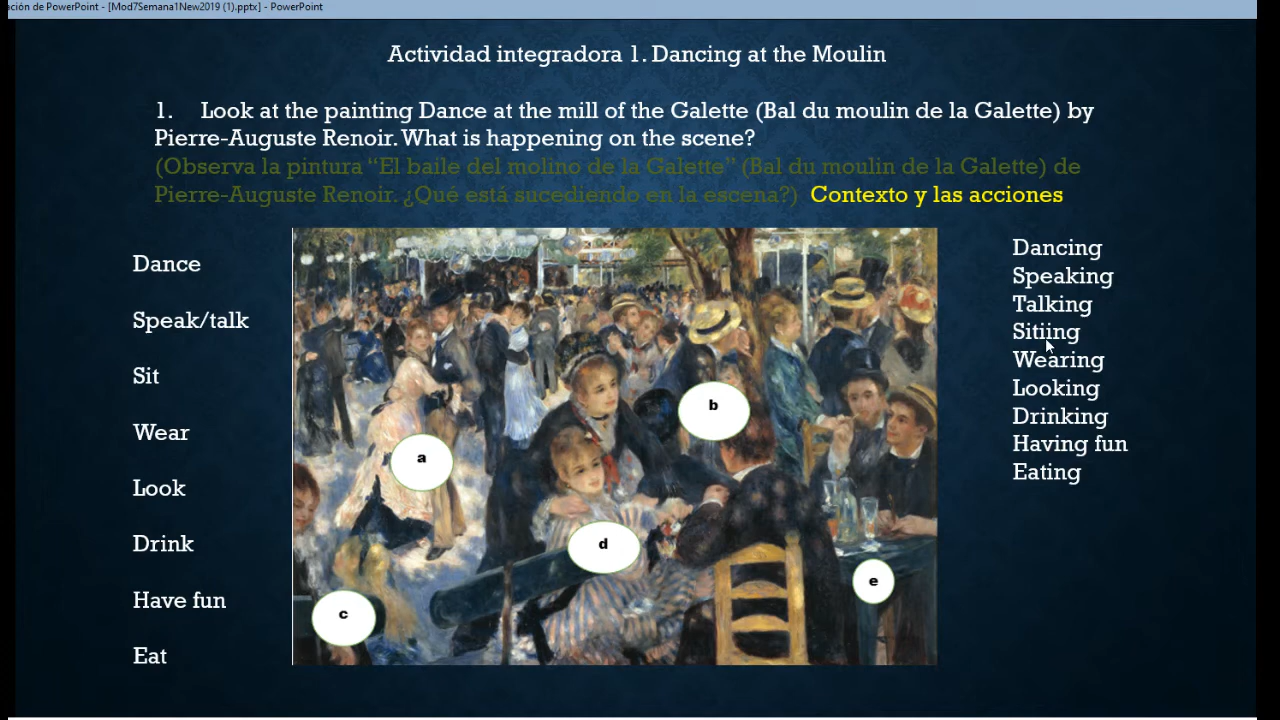 ación de PowerPoint - [Mod7Semana1New2019 (1).pptx] - PowerPoint
Actividad integradora 1. Dancing at the Moulin
1. Look at the painting Dance at the mill of the Galette (Bal du moulin de la Galette) by
Pierre-Auguste Renoir. What is happening on the scene?
(Observa la pintura “El baile del molino de la Galette” (Bal du moulin de la Galette) de
Pierre-Auguste Renoir. ¿Qué está sucediendo en la escena?) Contexto y las acciones
Dance
Speak/talk
Sit
Wear
Look
Drink
Have fun
Eat
a
b
c
d
e
Dancing
Speaking
Talking
Sitiing
Wearing
Looking
Drinking
Having fun
Eating